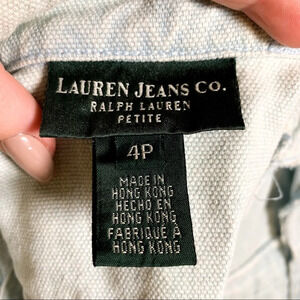 LAUREN JEANS CO.
RALPH LAUREN
PETITE
4P
MADE IN
HONG KONG
HECHO EN
HONG KONG
FABRIQUÉ À
HONG KONG